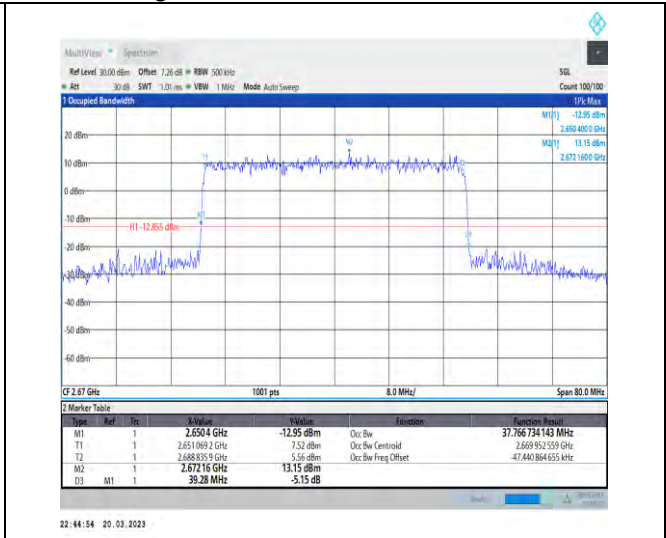 MultiView Spectrum
Ref Level 30.00 dBm Offset 7.26 dB RBW 500 kHz SGL
Att 30 dB SWT 1.01 ms VBW 1 MHz Mode Auto Sweep Count 100/100
1 Occupied Bandwidth 1Pk Max
M1[1] -12.95 dBm
2.650 400 0 GHz
M2[1] 13.15 dBm
2.672 160 0 GHz
20 dBm
M2
10 dBm
T1
0 dBm
-10 dBm
M1
H1 -12.855 dBm
D3
-20 dBm
-30 dBm
-40 dBm
-50 dBm
-60 dBm
CF 2.67 GHz 1001 pts 8.0 MHz/ Span 80.0 MHz
2 Marker Table
Type Ref Trc X-Value Y-Value Function Function Result
M1 1 2.6504 GHz -12.95 dBm Occ Bw 37.766 734 143 MHz
T1 1 2.651 069 2 GHz 7.52 dBm Occ Bw Centroid 2.669 952 559 GHz
T2 1 2.688 835 9 GHz 5.56 dBm Occ Bw Freq Offset -47.440 864 655 kHz
M2 1 2.672 16 GHz 13.15 dBm
D3 M1 1 39.28 MHz -5.15 dB
22:44:54 20.03.2023